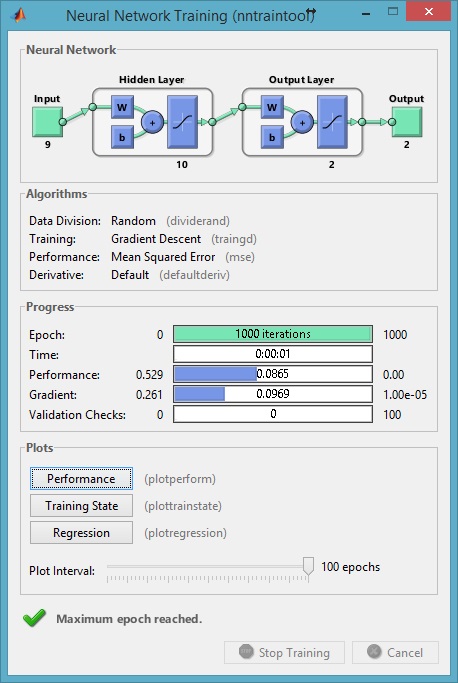 Neural Network Training (nntraintool)
Neural Network
Hidden Layer Output Layer
Input Output
W W
+ +
b b
9 2
10 2
Algorithms
Data Division: Random (dividerand)
Training: Gradient Descent (traingd)
Performance: Mean Squared Error (mse)
Derivative: Default (defaultderiv)
Progress
Epoch: 0 1000 iterations 1000
Time: 0:00:01
Performance: 0.529 0.0865 0.00
Gradient: 0.261 0.0969 1.00e-05
Validation Checks: 0 0 100
Plots
Performance (plotperform)
Training State (plottrainstate)
Regression (plotregression)
Plot Interval: 100 epochs
Maximum epoch reached.
Stop Training Cancel